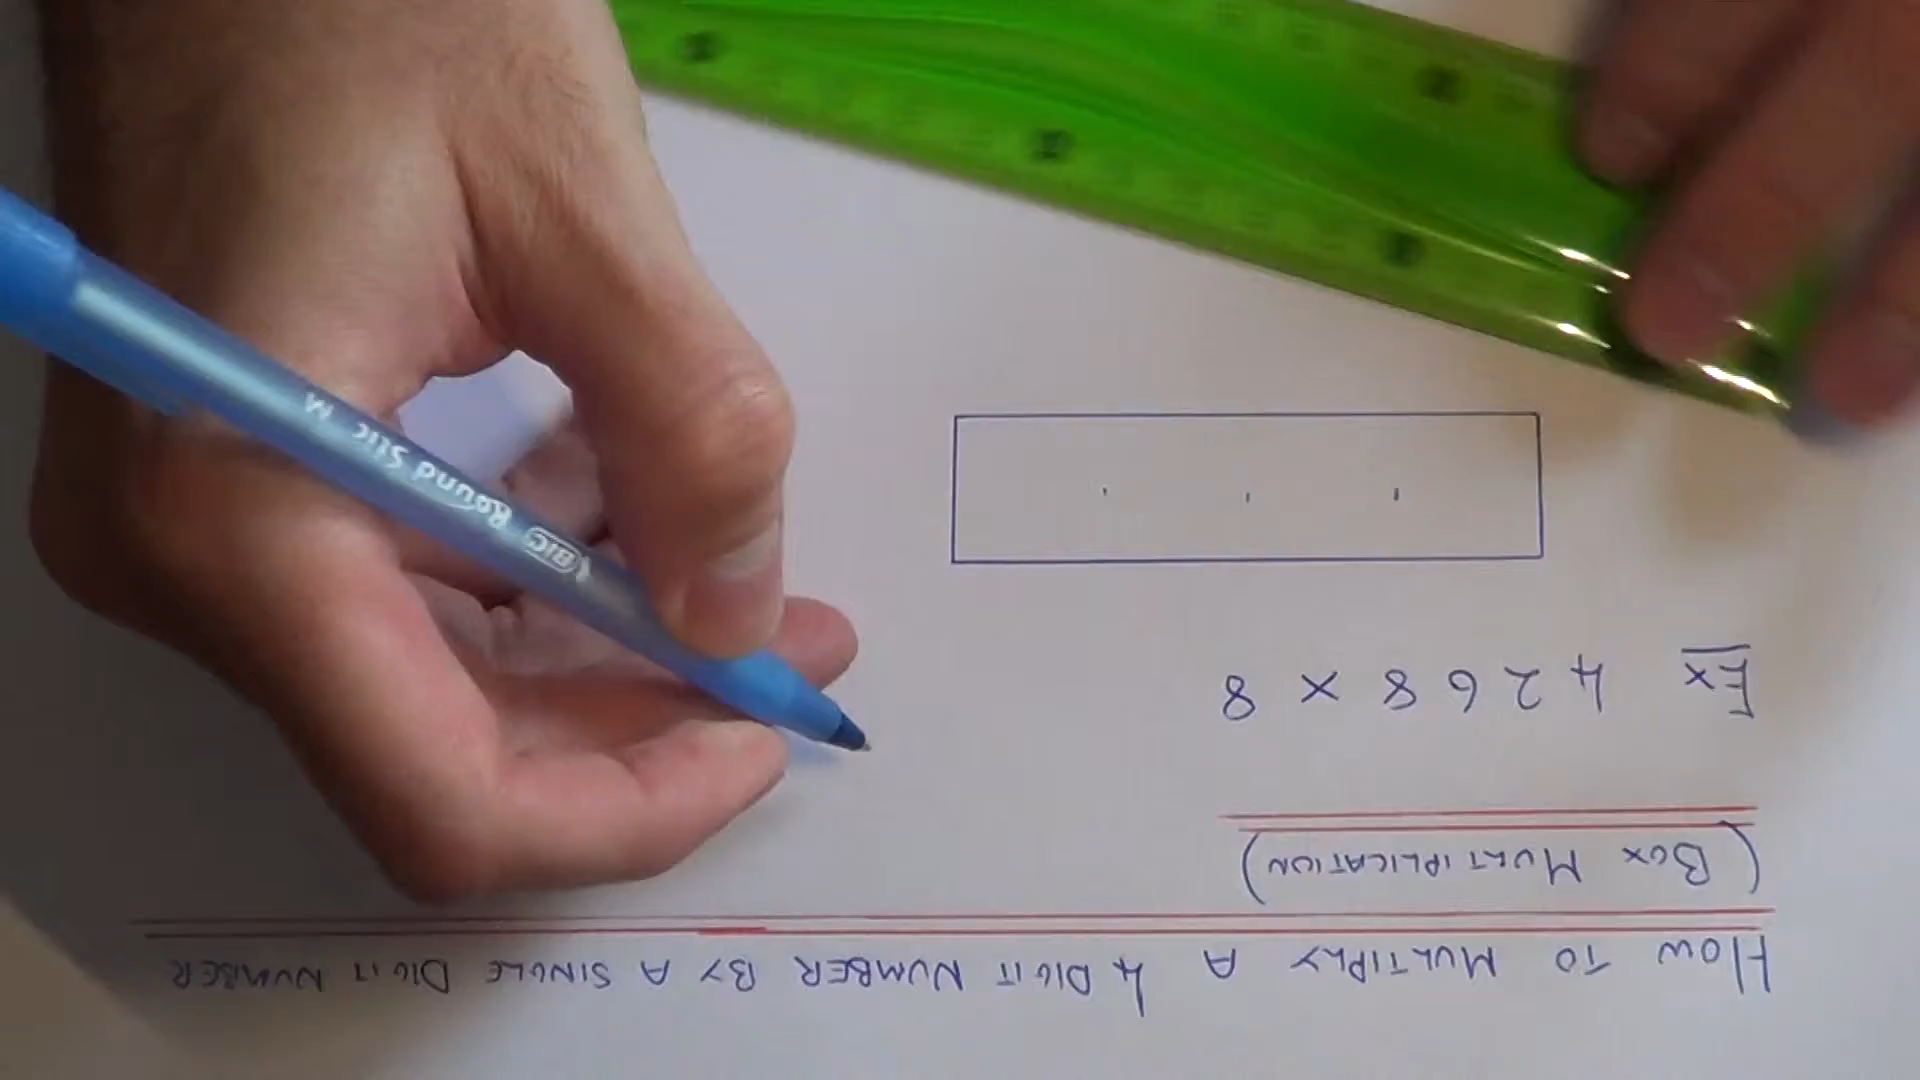 HOW TO MULTIPLY A 4 DIGIT NUMBER BY A SINGLE DIGIT NUMBER
(BOX MULTIPLICATION)
Ex 4268 × 8
BIC Round Stic M